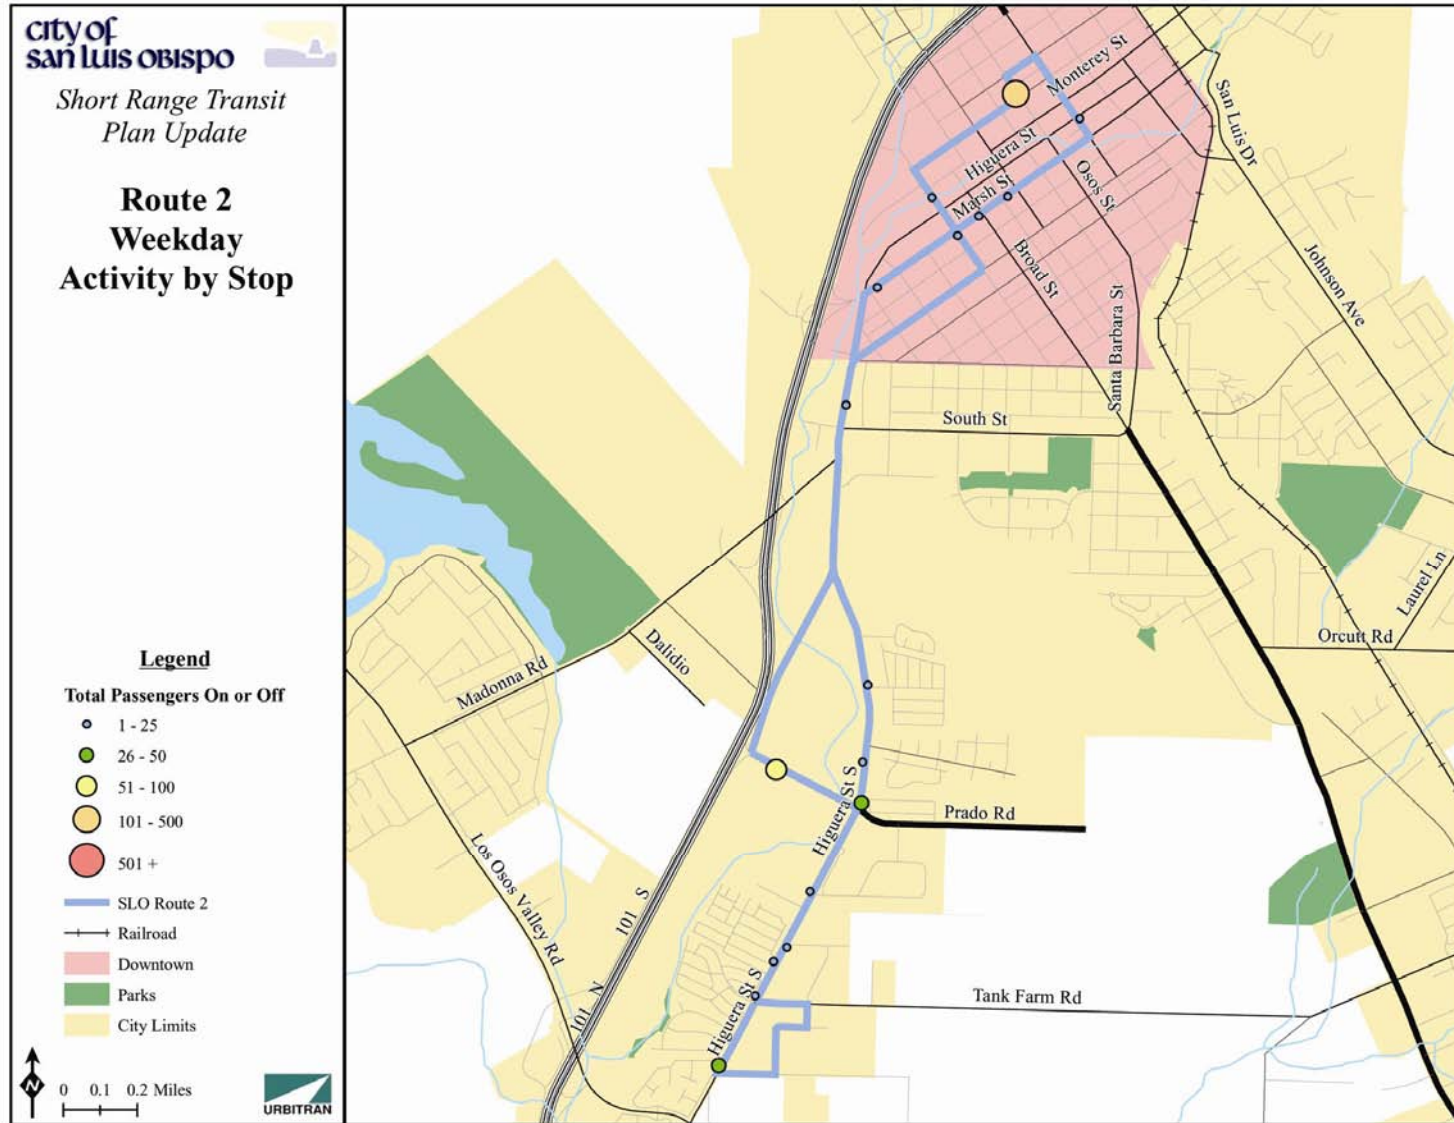 city of
san luis obispo
Short Range Transit
Plan Update
Route 2
Weekday
Activity by Stop
Legend
Total Passengers On or Off
1 - 25
26 - 50
51 - 100
101 - 500
501 +
SLO Route 2
Railroad
Downtown
Parks
City Limits
N
0 0.1 0.2 Miles
URBITRAN
Monterey St
San Luis Dr
Higuera St
Marsh St
Osos St
Broad St
Johnson Ave
Santa Barbara St
South St
Laurel Ln
Orcutt Rd
Dalidio
Madonna Rd
Higuera St S
Prado Rd
Los Osos Valley Rd
101 S
101 N
Higuera St S
Tank Farm Rd